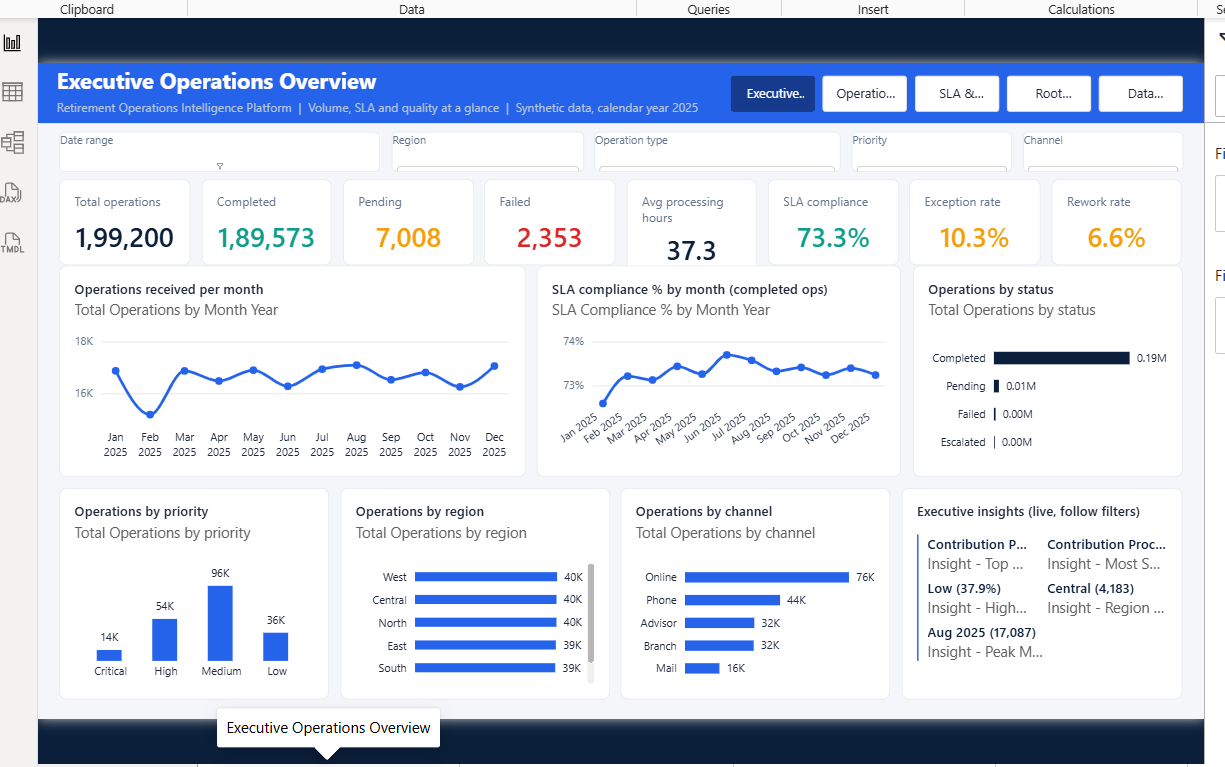 Clipboard
Data
Queries
Insert
Calculations
Executive Operations Overview
Retirement Operations Intelligence Platform | Volume, SLA and quality at a glance | Synthetic data, calendar year 2025
Executive..
Operatio...
SLA &...
Root...
Data...
Date range
Region
Operation type
Priority
Channel
DAX
TMDL
Total operations
1,99,200
Completed
1,89,573
Pending
7,008
Failed
2,353
Avg processing
hours
37.3
SLA compliance
73.3%
Exception rate
10.3%
Rework rate
6.6%
Operations received per month
Total Operations by Month Year
18K
16K
Jan
2025
Feb
2025
Mar
2025
Apr
2025
May
2025
Jun
2025
Jul
2025
Aug
2025
Sep
2025
Oct
2025
Nov
2025
Dec
2025
SLA compliance % by month (completed ops)
SLA Compliance % by Month Year
74%
73%
Jan 2025
Feb 2025
Mar 2025
Apr 2025
May 2025
Jun 2025
Jul 2025
Aug 2025
Sep 2025
Oct 2025
Nov 2025
Dec 2025
Operations by status
Total Operations by status
Completed 0.19M
Pending 0.01M
Failed 0.00M
Escalated 0.00M
Operations by priority
Total Operations by priority
14K
54K
96K
36K
Critical
High
Medium
Low
Operations by region
Total Operations by region
West 40K
Central 40K
North 40K
East 39K
South 39K
Operations by channel
Total Operations by channel
Online 76K
Phone 44K
Advisor 32K
Branch 32K
Mail 16K
Executive insights (live, follow filters)
Contribution P...
Insight - Top ...
Contribution Proc...
Insight - Most S...
Low (37.9%)
Insight - High...
Central (4,183)
Insight - Region ...
Aug 2025 (17,087)
Insight - Peak M...
Executive Operations Overview